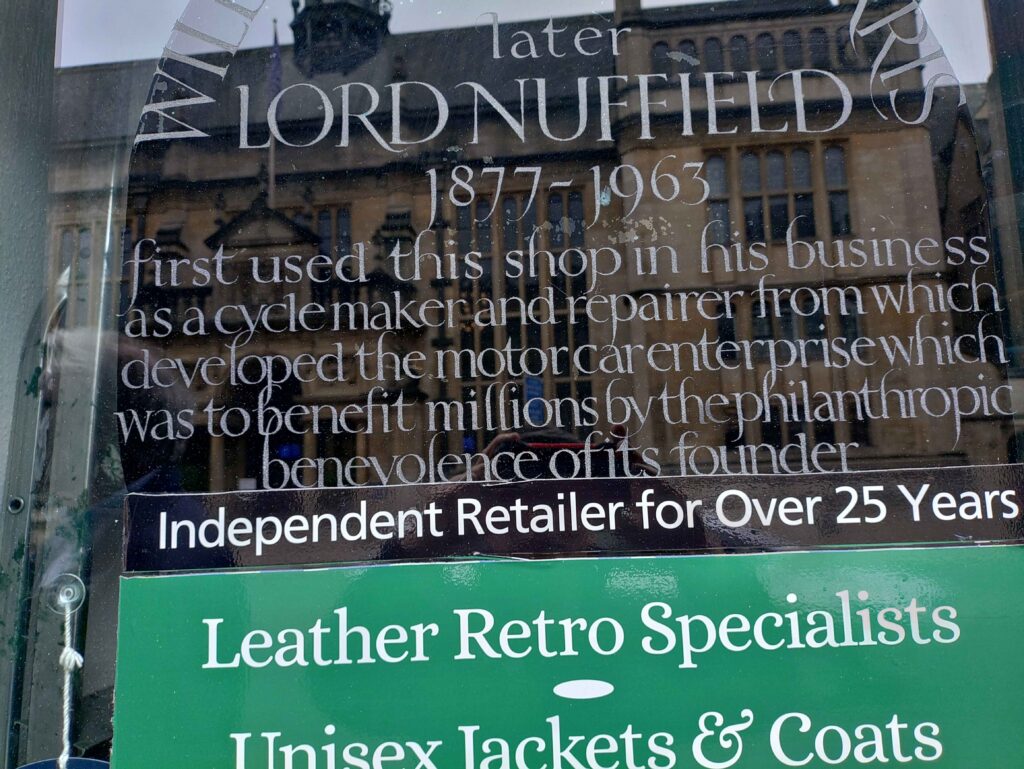 WILL RRIS
later
LORD NUFFIELD
1877-1963
first used this shop in his business
as a cycle maker and repairer from which
developed the motor car enterprise which
was to benefit millions by the philanthropic
benevolence of its founder
Independent Retailer for Over 25 Years
Leather Retro Specialists
Unisex Jackets & Coats